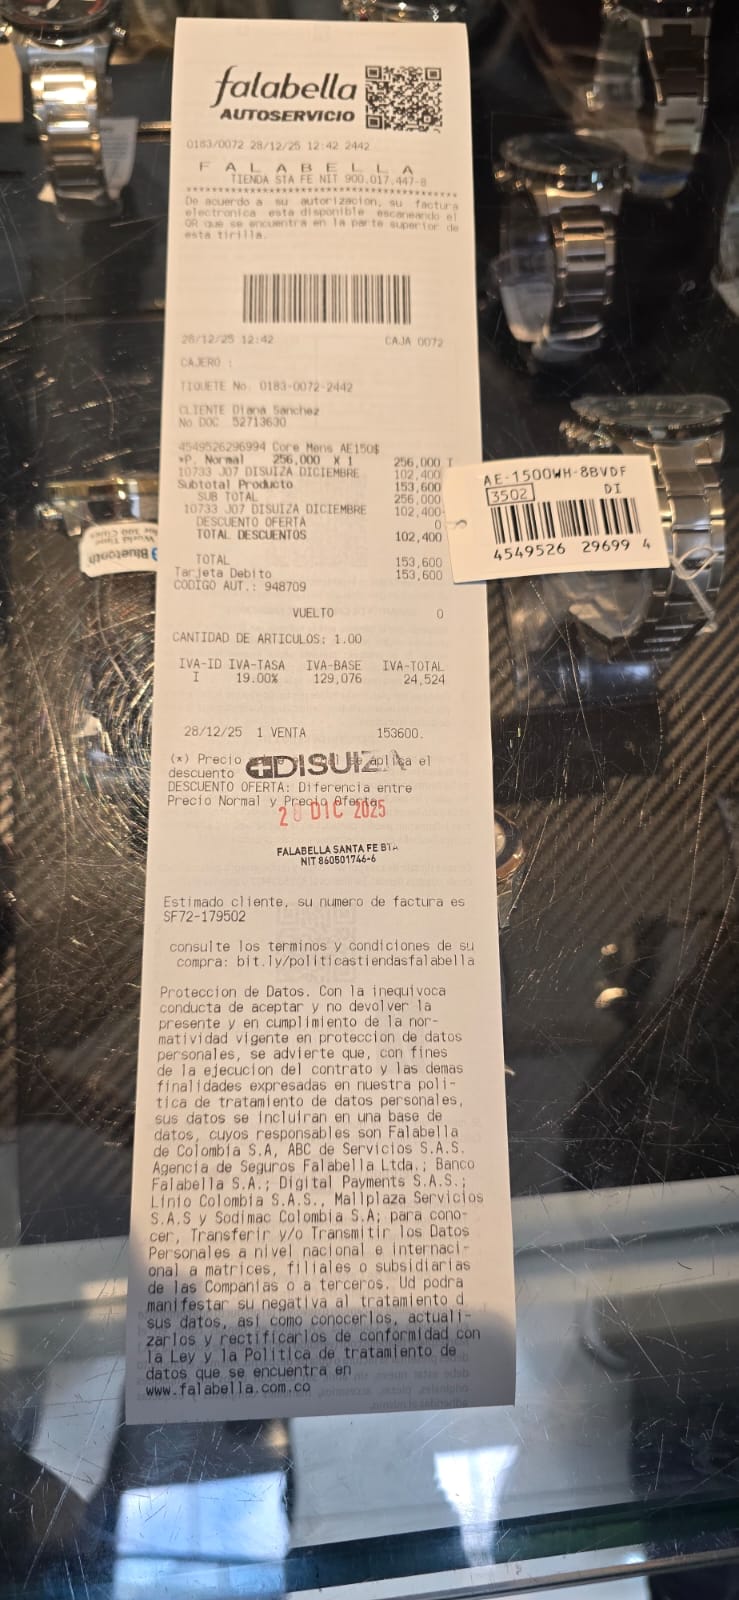 falabella
AUTOSERVICIO
0183/0072 28/12/25 12:42 2442
F A L A B E L L A
TIENDA STA FE NIT 900.017.447-8
De acuerdo a su autorizacion, su factura
electronica esta disponible escaneando el
QR que se encuentra en la parte superior de
esta tirilla.
28/12/25 12:42 CAJA 0072
CAJERO :
TIQUETE No. 0183-0072-2442
CLIENTE Diana Sanchez
No DOC 52713630
4549526296994 Core Mens AE150$
*P. Normal 256,000 X 1 256,000 I
10733 J07 DISUIZA DICIEMBRE 102,400-
Subtotal Producto 153,600
SUB TOTAL 256,000
10733 J07 DISUIZA DICIEMBRE 102,400-
DESCUENTO OFERTA 0
TOTAL DESCUENTOS 102,400
TOTAL 153,600
Tarjeta Debito 153,600
CODIGO AUT.: 948709
VUELTO 0
CANTIDAD DE ARTICULOS: 1.00
IVA-ID IVA-TASA IVA-BASE IVA-TOTAL
I 19.00% 129,076 24,524
28/12/25 1 VENTA 153600.
(*) Precio el
descuento
DISUIZA
DESCUENTO OFERTA: Diferencia entre
Precio Normal y Precio Oferta
DIC 2025
FALABELLA SANTA FE BTA
NIT 860501746-6
Estimado cliente, su numero de factura es
SF72-179502
consulte los terminos y condiciones de su
compra: bit.ly/politicastiendasfalabella
Proteccion de Datos. Con la inequivoca
conducta de aceptar y no devolver la
presente y en cumplimiento de la nor-
matividad vigente en proteccion de datos
personales, se advierte que, con fines
de la ejecucion del contrato y las demas
finalidades expresadas en nuestra poli-
tica de tratamiento de datos personales,
sus datos se incluiran en una base de
datos, cuyos responsables son Falabella
de Colombia S.A, ABC de Servicios S.A.S.
Agencia de Seguros Falabella Ltda.; Banco
Falabella S.A.; Digital Payments S.A.S.;
Linio Colombia S.A.S., Mallplaza Servicios
S.A.S y Sodimac Colombia S.A; para cono-
cer, Transferir y/o Transmitir los Datos
Personales a nivel nacional e internaci-
onal a matrices, filiales o subsidiarias
de las Companias o a terceros. Ud podra
manifestar su negativa al tratamiento d
sus datos, asi como conocerlos, actuali-
zarlos y rectificarlos de conformidad con
la Ley y la Politica de tratamiento de
datos que se encuentra en
www.falabella.com.co
AE-1500WH-8BVDF
3502 DI
4549526 29699 4
Bluetooth
World Time
for 300 Cities